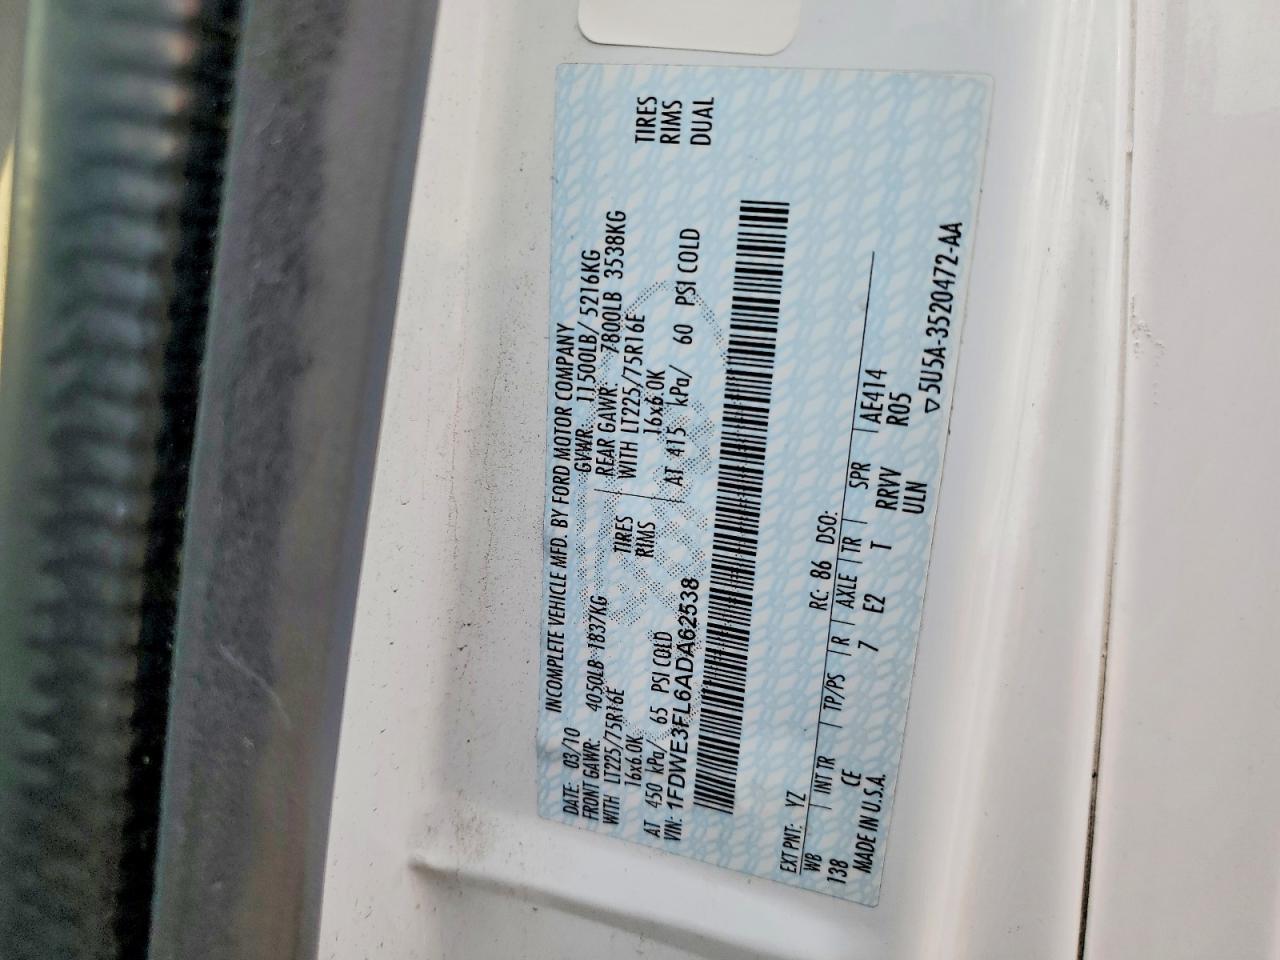 INCOMPLETE VEHICLE MFD. BY FORD MOTOR COMPANY
DATE: 03/10 GVWR: 11500LB/ 5216KG
FRONT GAWR: 4050LB 1837KG REAR GAWR: 7800LB 3538KG
WITH LT225/75R16E TIRES WITH LT225/75R16E TIRES
16x6.0K RIMS 16x6.0K RIMS
AT 450 kPa/ 65 PSI COLD AT 415 kPa/ 60 PSI COLD DUAL
VIN: 1FDWE3FL6ADA62538
EXT PNT: YZ RC: 86 DSO:
WB INT TR TP/PS R AXLE TR SPR AE414
138 CE 7 E2 T RRVV R05
MADE IN U.S.A. ULN
▽5U5A-3520472-AA